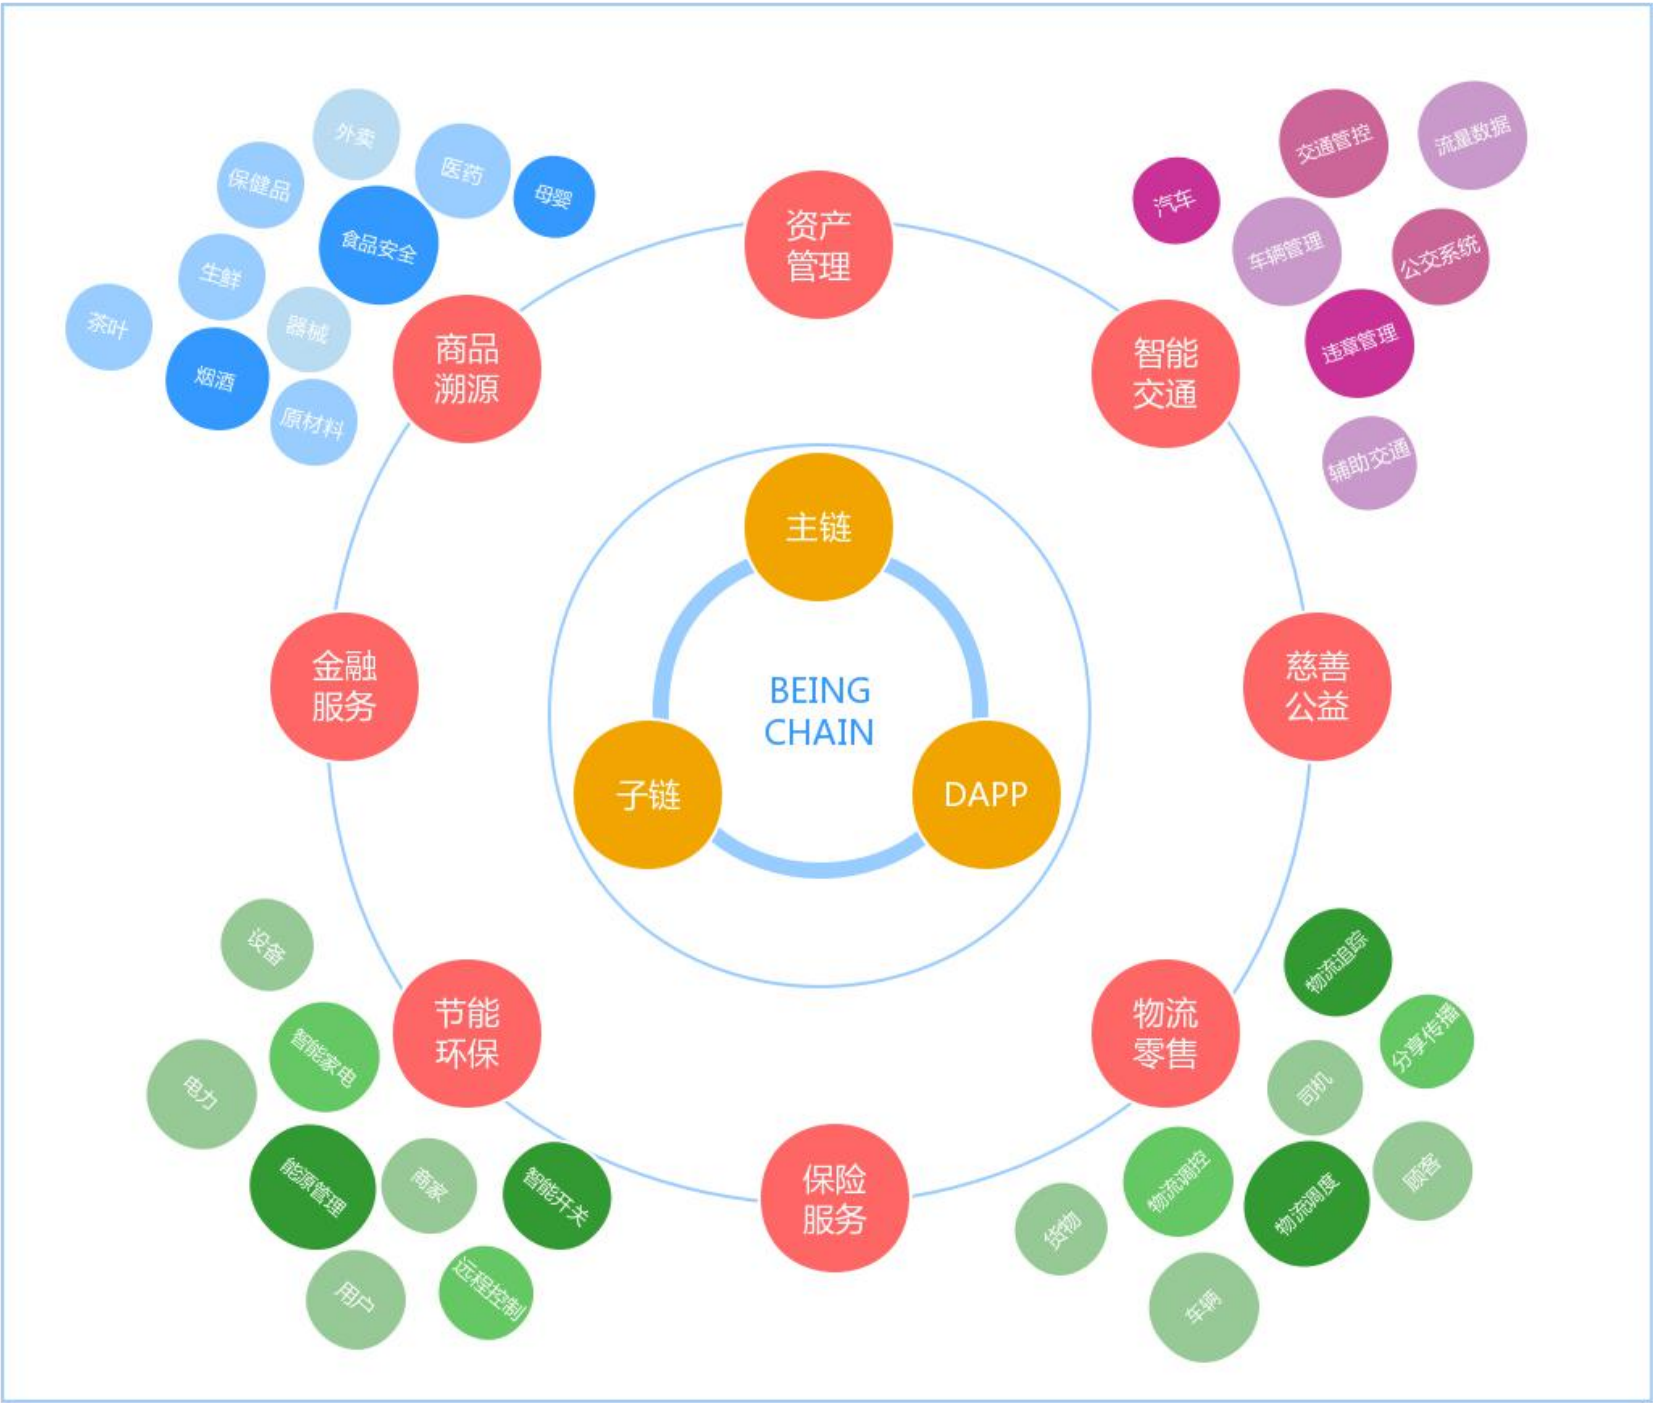 外卖
保健品
医药
母婴
食品安全
生鲜
茶叶
器械
烟酒
原材料
商品
溯源
资产
管理
交通管控
流量数据
汽车
车辆管理
公交系统
违章管理
辅助交通
智能
交通
主链
BEING
CHAIN
子链
DAPP
金融
服务
慈善
公益
设备
智能家电
电力
能源管理
商家
智能开关
用户
远程控制
节能
环保
保险
服务
物流
零售
物流追踪
分享传播
司机
物流调控
物流调度
顾客
货物
车辆